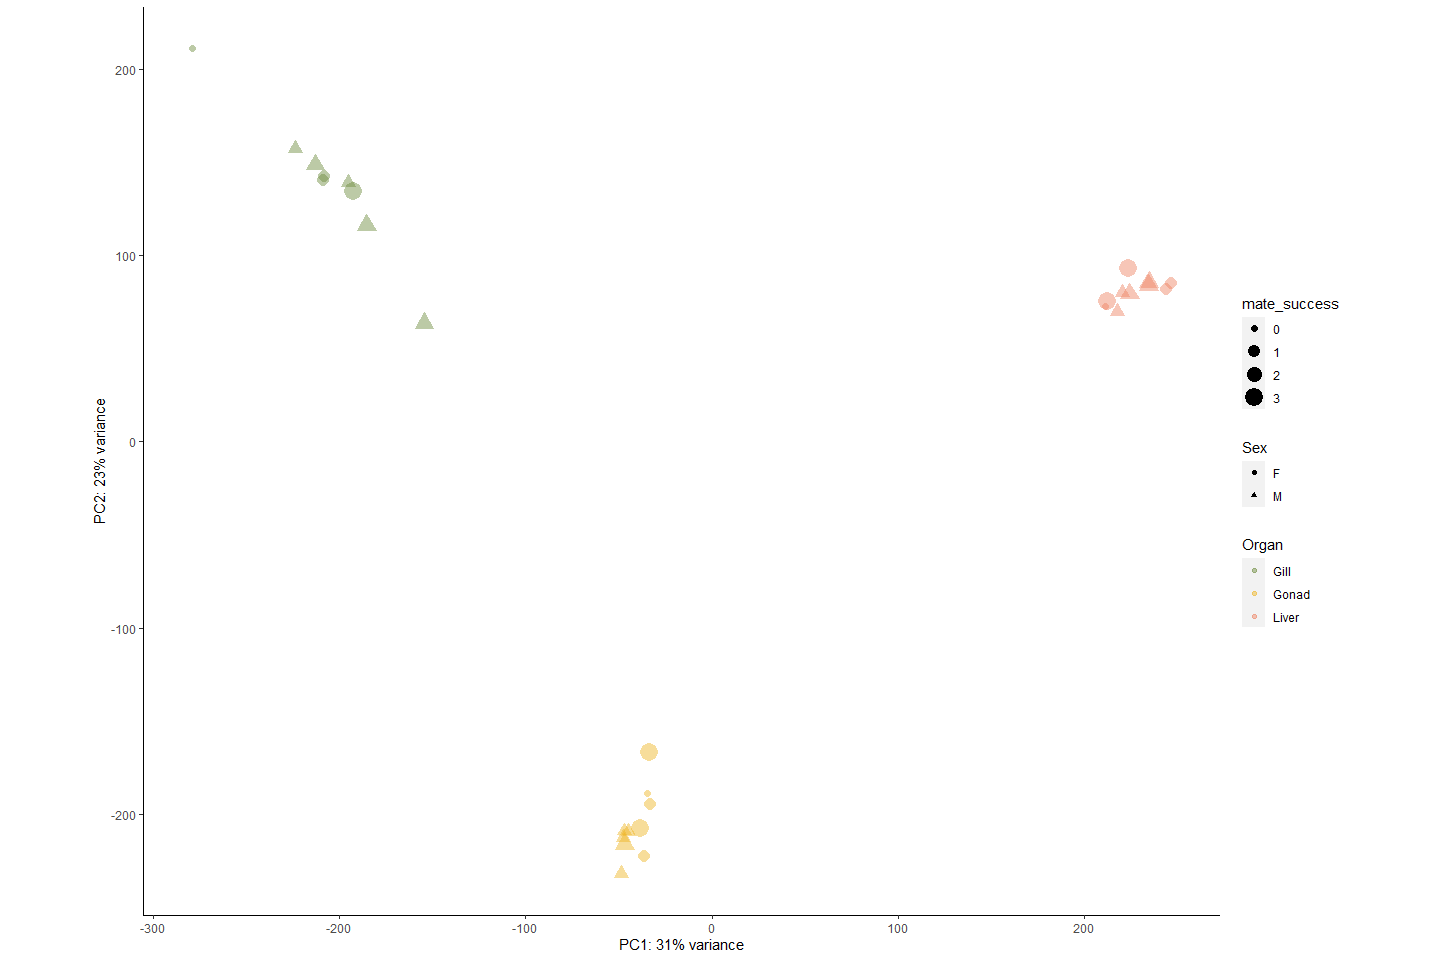 200
100
0
-100
-200
PC2: 23% variance
-300
-200
-100
0
100
200
PC1: 31% variance
mate_success
0
1
2
3
Sex
F
M
Organ
Gill
Gonad
Liver